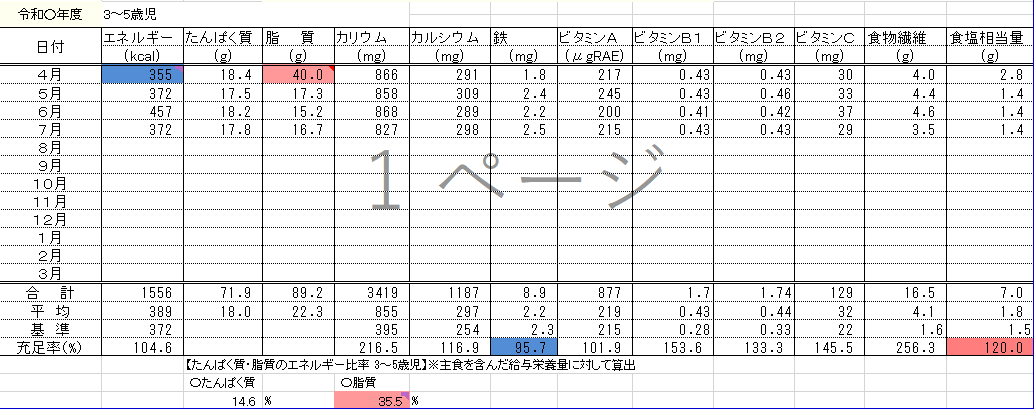 令和〇年度 3～5歳児
日付 エネルギー たんぱく質 脂　質 カリウム カルシウム 鉄 ビタミンA ビタミンB1 ビタミンB2 ビタミンC 食物繊維 食塩相当量
(kcal) (g) (g) (mg) (mg) (mg) (μgRAE) (mg) (mg) (mg) (g) (g)
4月 355 18.4 40.0 866 291 1.8 217 0.43 0.43 30 4.0 2.8
5月 372 17.5 17.3 858 309 2.4 245 0.43 0.46 33 4.4 1.4
6月 457 18.2 15.2 868 289 2.2 200 0.41 0.42 37 4.6 1.4
7月 372 17.8 16.7 827 298 2.5 215 0.43 0.43 29 3.5 1.4
8月
9月
10月
11月
12月
1月
2月
3月
1 ページ
合　計 1556 71.9 89.2 3419 1187 8.9 877 1.7 1.74 129 16.5 7.0
平　均 389 18.0 22.3 855 297 2.2 219 0.43 0.44 32 4.1 1.8
基　準 372 395 254 2.3 215 0.28 0.33 22 1.6 1.5
充足率(%) 104.6 216.5 116.9 95.7 101.9 153.6 133.3 145.5 256.3 120.0
【たんぱく質・脂質のエネルギー比率 3～5歳児】※主食を含んだ給与栄養量に対して算出
〇たんぱく質 〇脂質
14.6 % 35.5 %